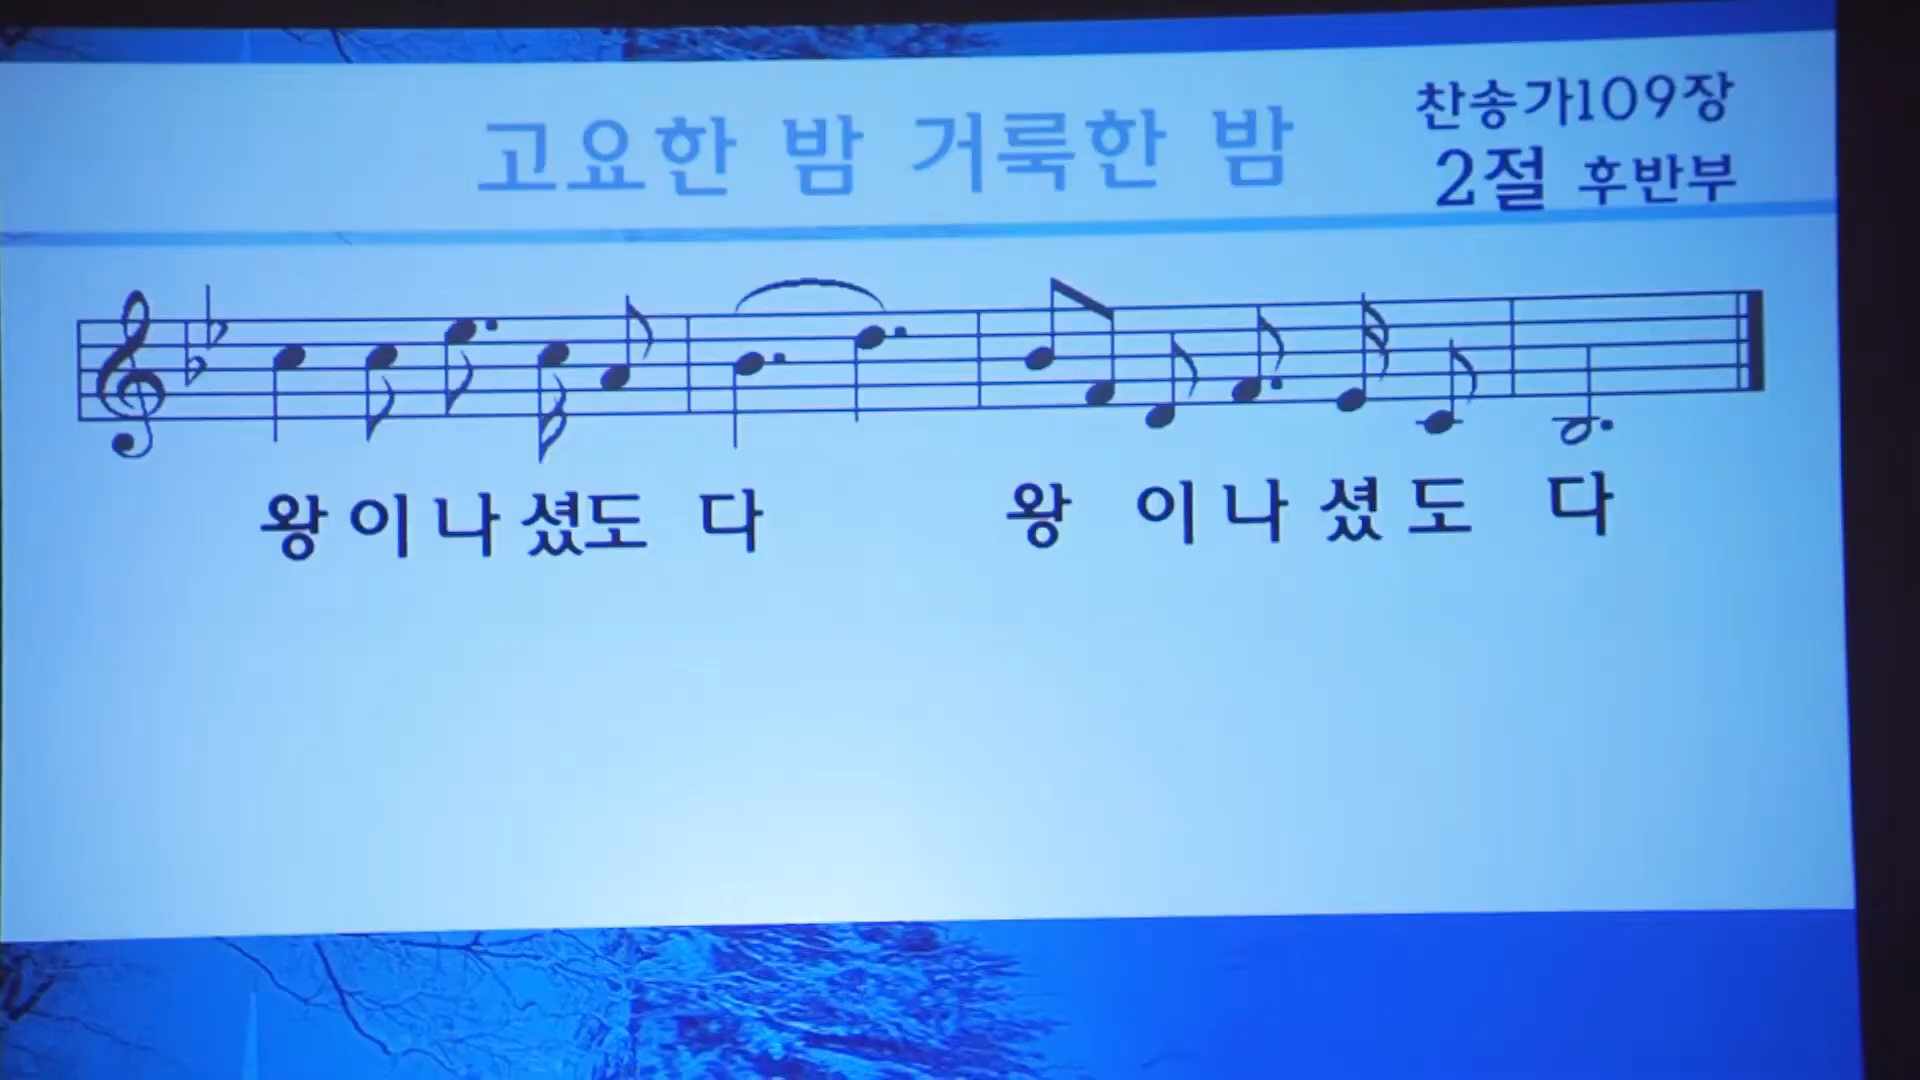 고요한 밤 거룩한 밤
찬송가109장
2절 후반부
왕이나셨도 다 왕 이나셨도 다